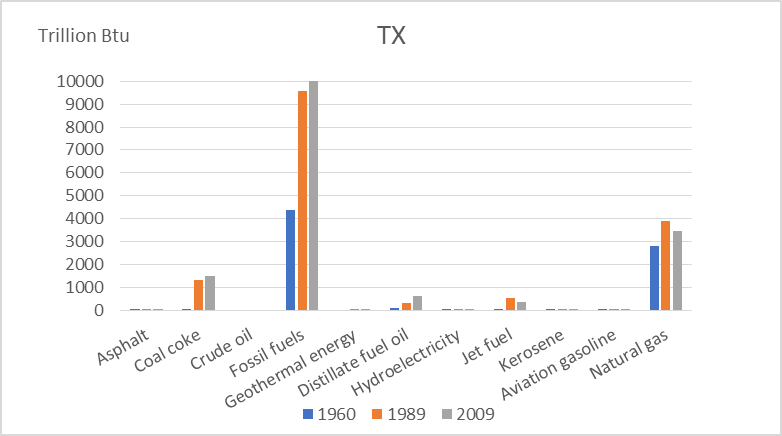 Trillion Btu
TX
10000
9000
8000
7000
6000
5000
4000
3000
2000
1000
0
Asphalt
Coal coke
Crude oil
Fossil fuels
Geothermal energy
Distillate fuel oil
Hydroelectricity
Jet fuel
Kerosene
Aviation gasoline
Natural gas
1960 1989 2009